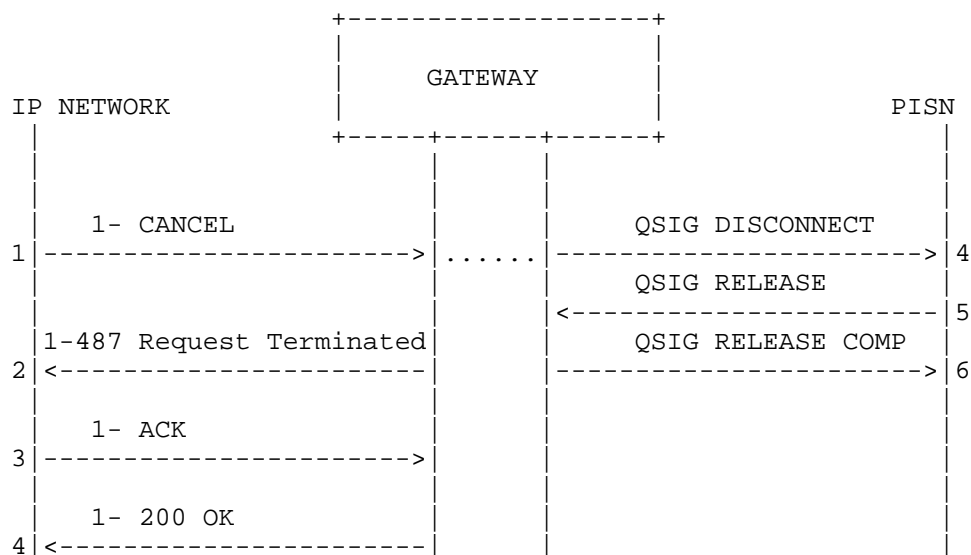 GATEWAY
IP NETWORK PISN
1- CANCEL QSIG DISCONNECT
1 ...... 4
QSIG RELEASE
5
1-487 Request Terminated QSIG RELEASE COMP
2 6
1- ACK
3
1- 200 OK
4